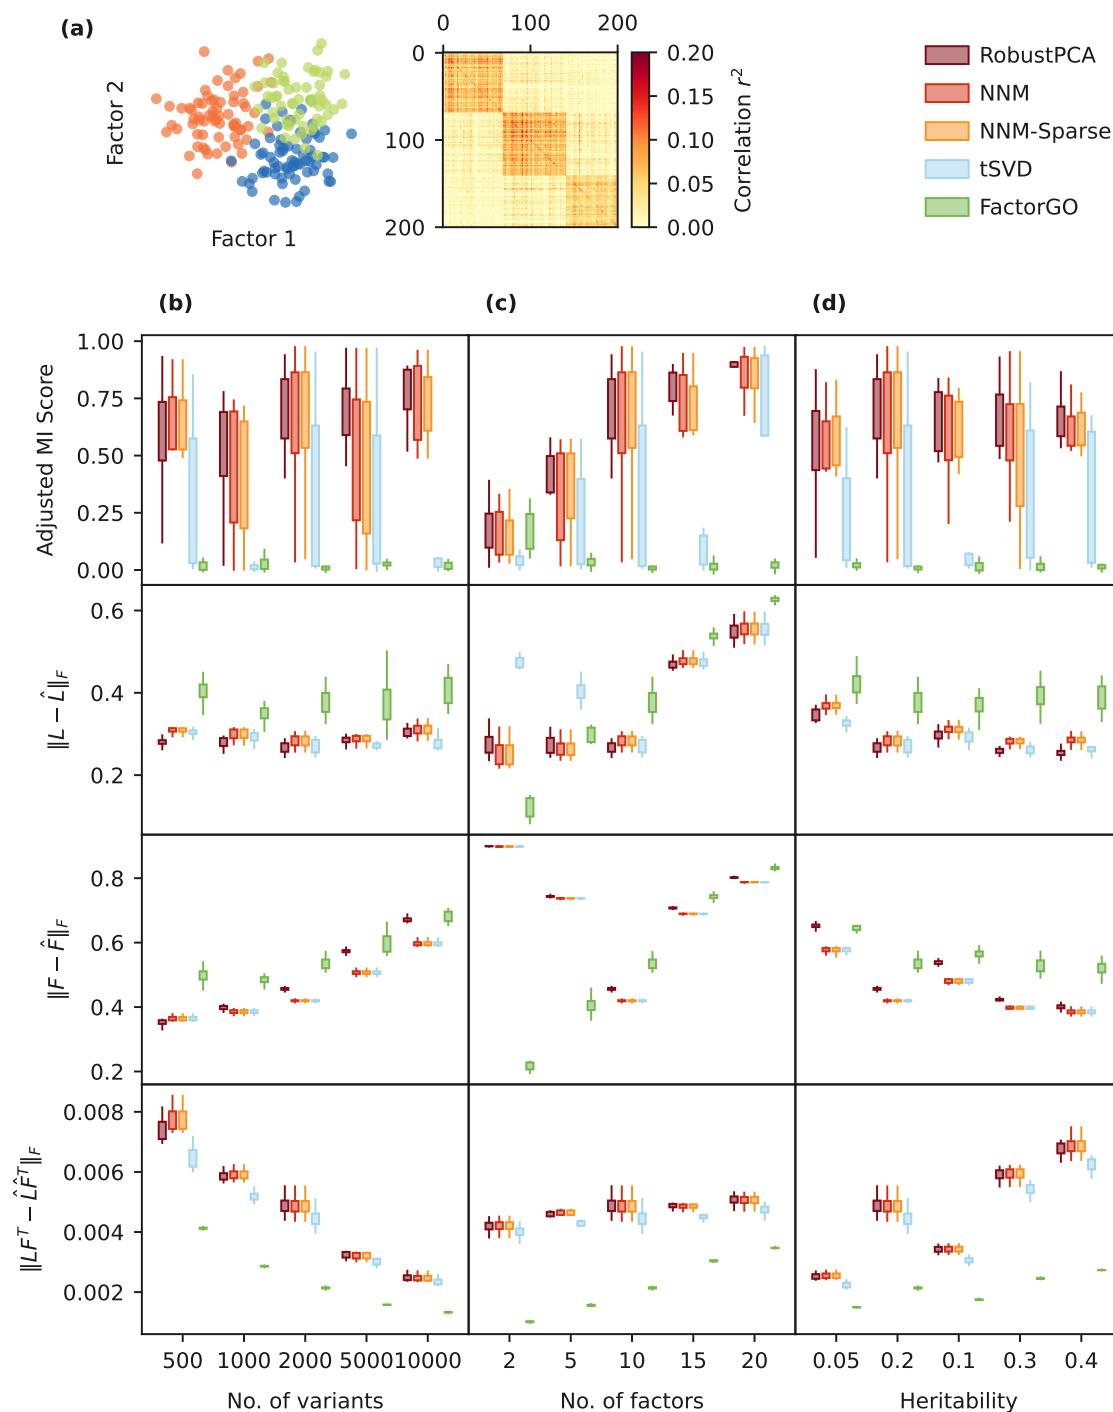 (a)
0 100 200
0
100
200
Factor 2
Factor 1
0.20
0.15
0.10
0.05
0.00
Correlation r²
RobustPCA
NNM
NNM-Sparse
tSVD
FactorGO
(b) (c) (d)
Adjusted MI Score
1.00
0.75
0.50
0.25
0.00
‖L − L̂‖_F
0.6
0.4
0.2
‖F − F̂‖_F
0.8
0.6
0.4
0.2
‖LFᵀ − L̂F̂ᵀ‖_F
0.008
0.006
0.004
0.002
500 1000 2000 5000 10000 2 5 10 15 20 0.05 0.2 0.1 0.3 0.4
No. of variants No. of factors Heritability